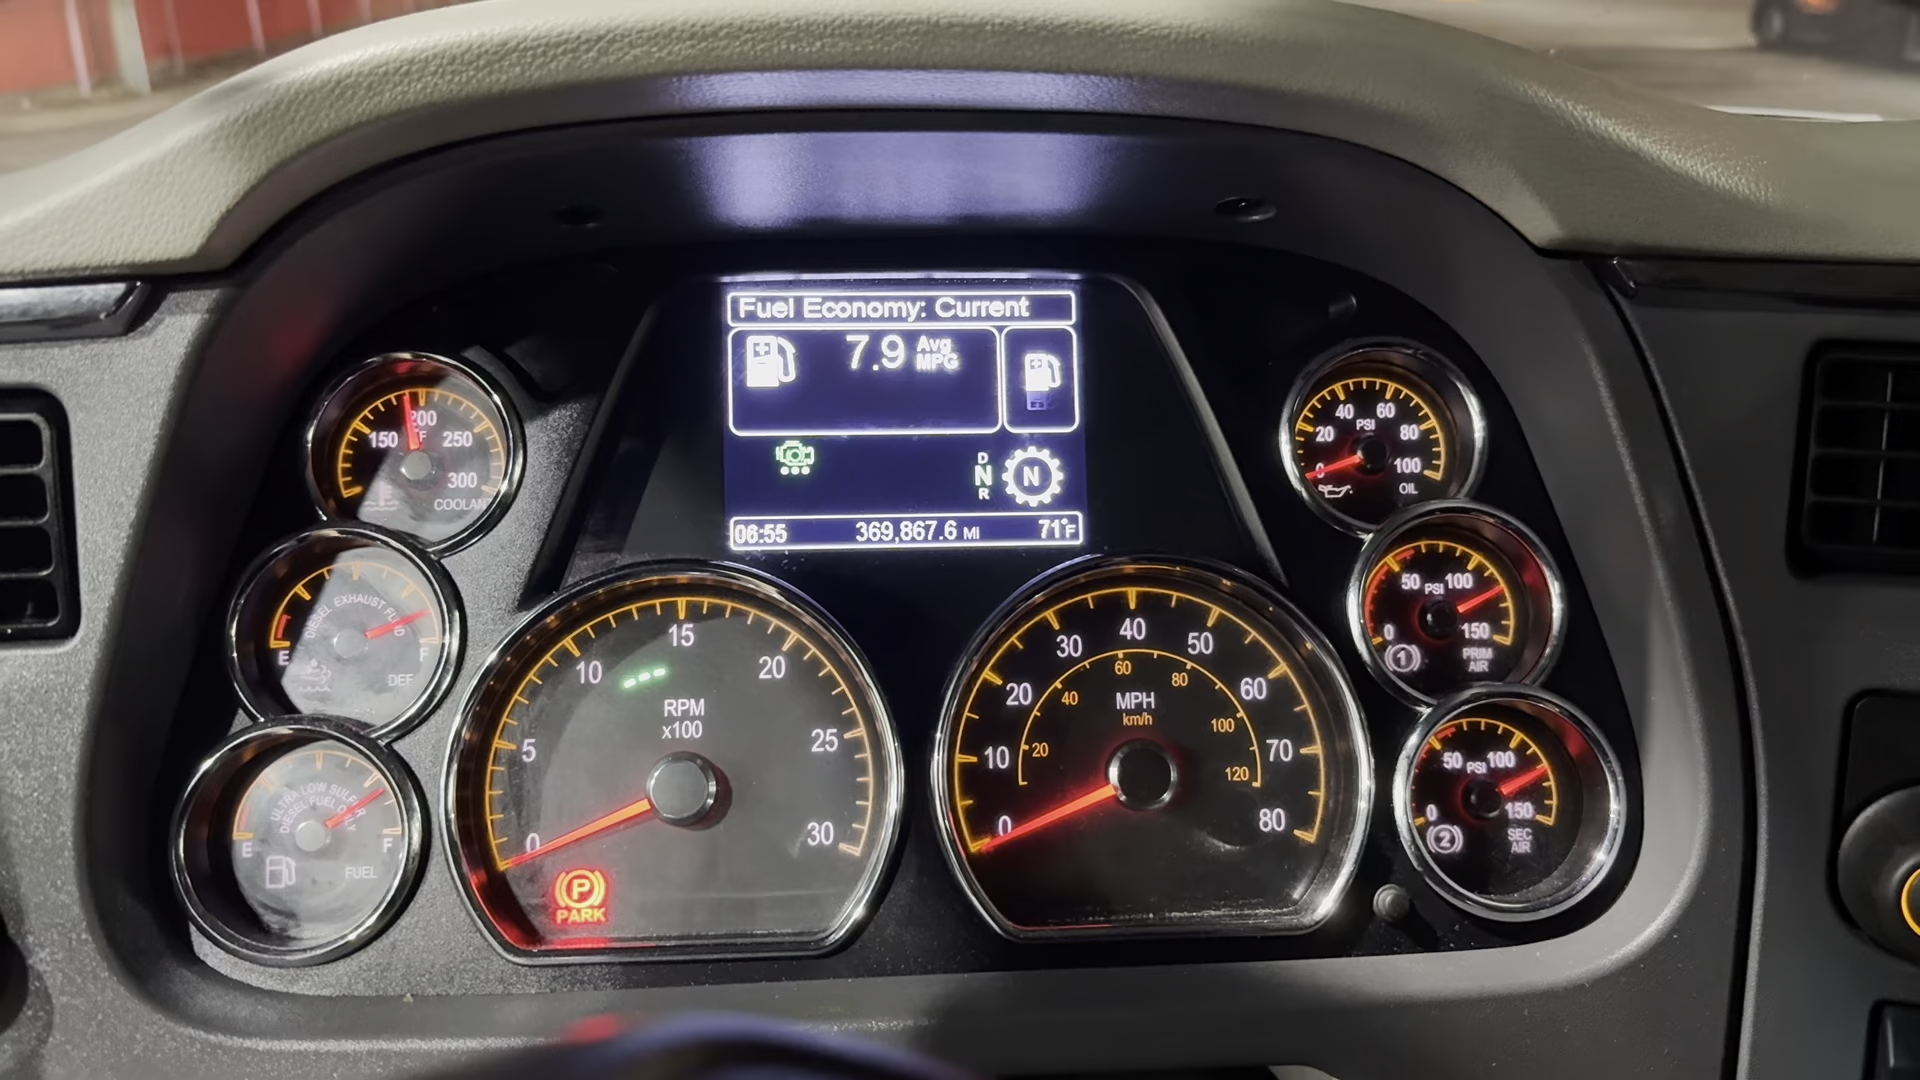 Fuel Economy: Current
7.9 Avg MPG
D
N N
R
06:55 369,867.6 MI 71°F
150 200 250 300
°F
COOLANT
DIESEL EXHAUST FLUID
E F
DEF
ULTRA LOW SULFUR
DIESEL FUEL ONLY
E F
FUEL
0 5 10 15 20 25 30
RPM
x100
P
PARK
0 10 20 30 40 50 60 70 80
MPH
km/h
20 40 60 80 100 120
0 20 40 60 80 100
PSI
OIL
0 50 PSI 100 150
1
PRIM
AIR
0 50 PSI 100 150
2
SEC
AIR